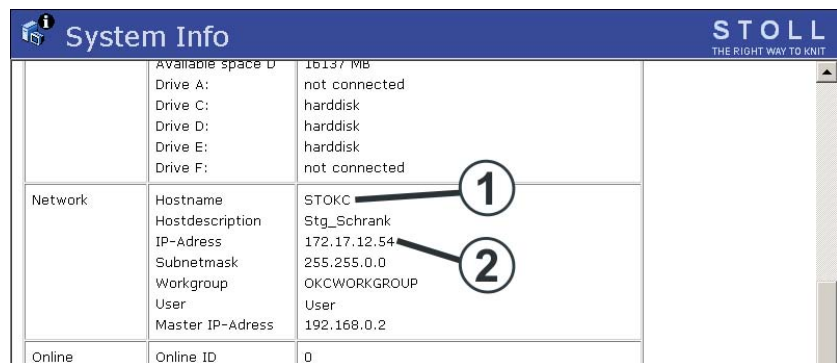 System Info
STOLL
THE RIGHT WAY TO KNIT
Available space D 16137 MB
Drive A: not connected
Drive C: harddisk
Drive D: harddisk
Drive E: harddisk
Drive F: not connected
Network Hostname STOKC 1
Hostdescription Stg_Schrank
IP-Adress 172.17.12.54 2
Subnetmask 255.255.0.0
Workgroup OKCWORKGROUP
User User
Master IP-Adress 192.168.0.2
Online Online ID 0